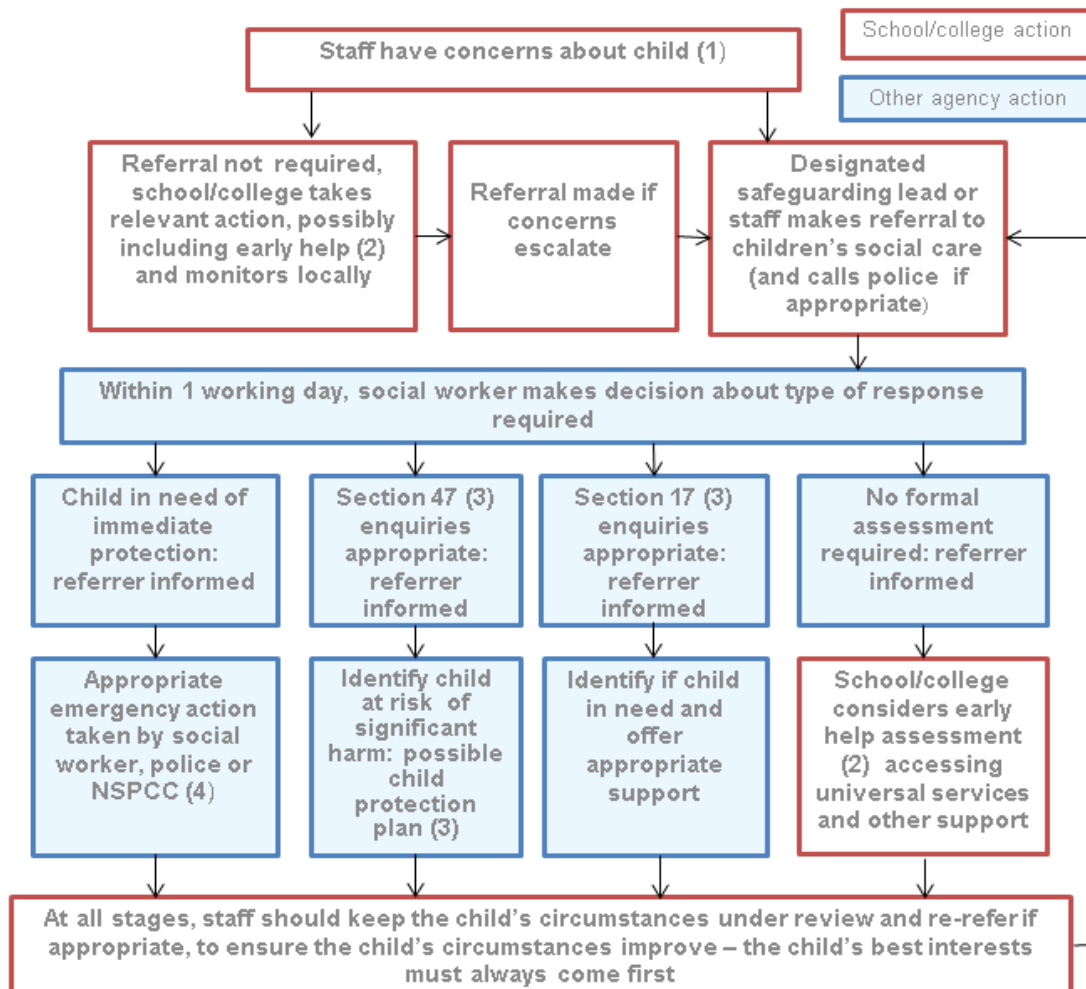 School/college action
Staff have concerns about child (1)
Other agency action
Referral not required,
school/college takes
relevant action, possibly
including early help (2)
and monitors locally
Referral made if
concerns
escalate
Designated
safeguarding lead or
staff makes referral to
children's social care
(and calls police if
appropriate)
Within 1 working day, social worker makes decision about type of response
required
Child in need of
immediate
protection:
referrer informed
Section 47 (3)
enquiries
appropriate:
referrer
informed
Section 17 (3)
enquiries
appropriate:
referrer
informed
No formal
assessment
required: referrer
informed
Appropriate
emergency action
taken by social
worker, police or
NSPCC (4)
Identify child
at risk of
significant
harm: possible
child
protection
plan (3)
Identify if child
in need and
offer
appropriate
support
School/college
considers early
help assessment
(2) accessing
universal services
and other support
At all stages, staff should keep the child's circumstances under review and re-refer if
appropriate, to ensure the child's circumstances improve – the child's best interests
must always come first